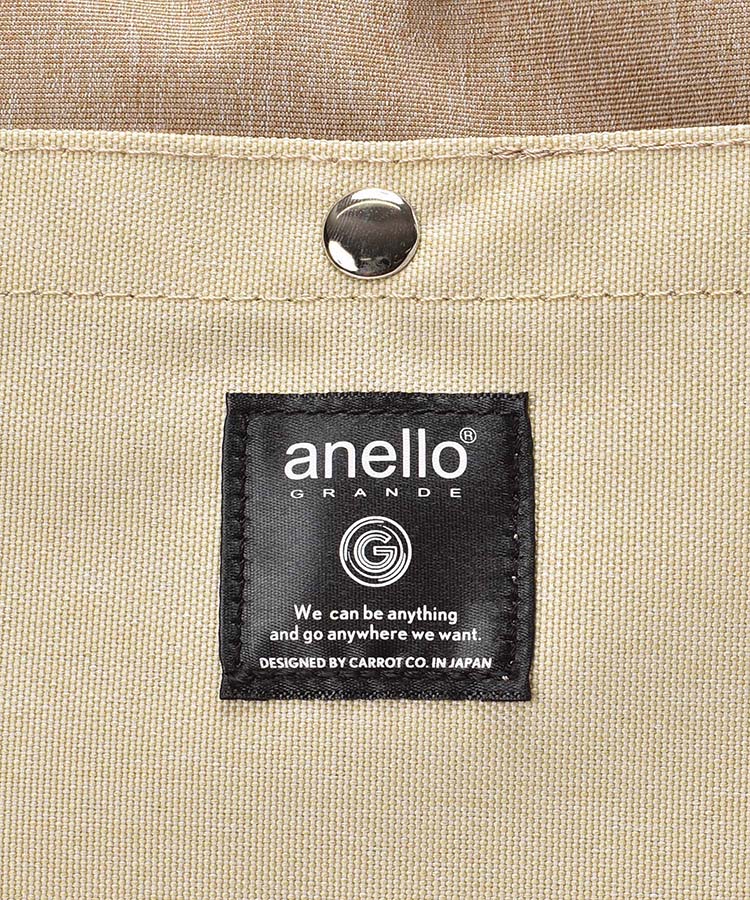 anello®
GRANDE
G
We can be anything
and go anywhere we want.
DESIGNED BY CARROT CO. IN JAPAN